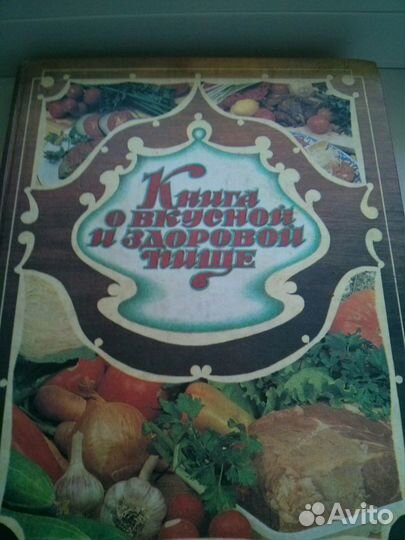 Книга
о вкусной
и здоровой
пище
Avito